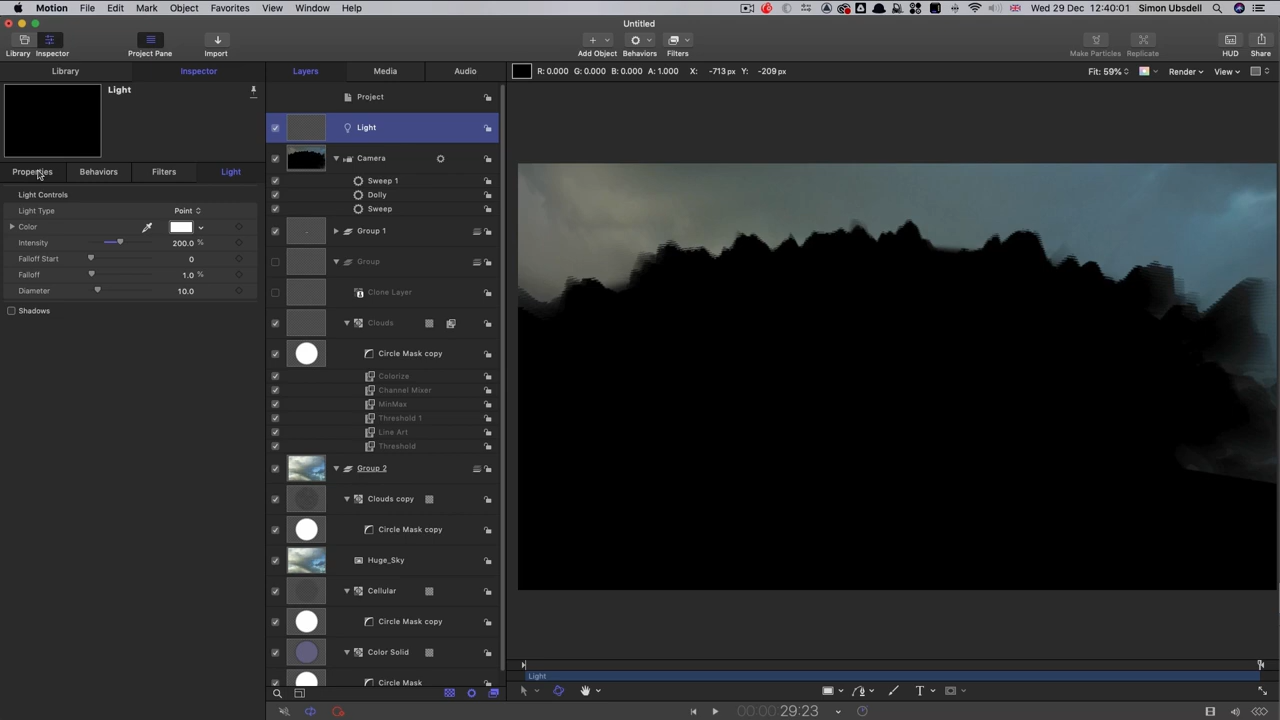 Motion File Edit Mark Object Favorites View Window Help Wed 29 Dec 12:40:01 Simon Ubsdell
Untitled
Library Inspector Project Pane Import Add Object Behaviors Filters Make Particles Replicate HUD Share
Library Inspector Layers Media Audio R: 0.000 G: 0.000 B: 0.000 A: 1.000 X: -713 px Y: -209 px Fit: 59% Render View
Light
Properties Behaviors Filters Light
Light Controls
Light Type Point
Color
Intensity 200.0 %
Falloff Start 0
Falloff 1.0 %
Diameter 10.0
Shadows
Project
Light
Camera
Sweep 1
Dolly
Sweep
Group 1
Group
Clone Layer
Clouds
Circle Mask copy
Colorize
Channel Mixer
MinMax
Threshold 1
Line Art
Threshold
Group 2
Clouds copy
Circle Mask copy
Huge_Sky
Cellular
Circle Mask copy
Color Solid
Circle Mask
Light
00:00:29:23